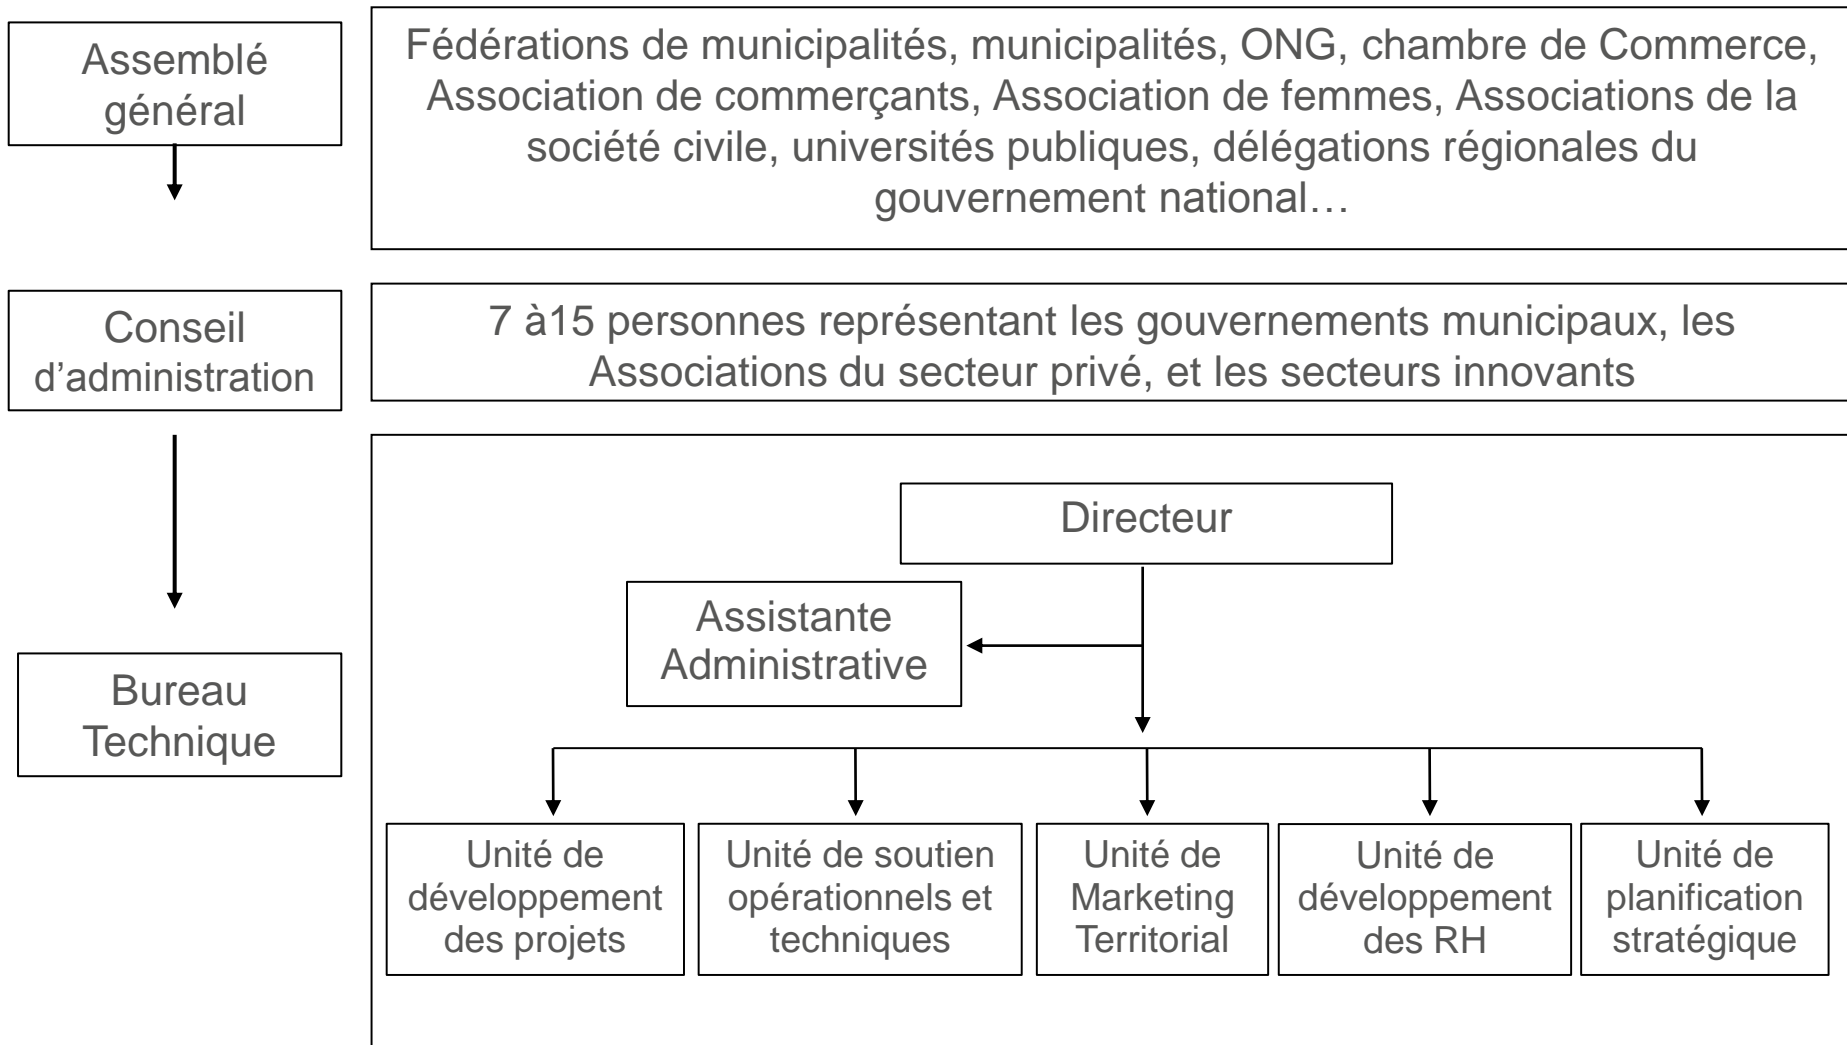 Assemblé
général
Fédérations de municipalités, municipalités, ONG, chambre de Commerce,
Association de commerçants, Association de femmes, Associations de la
société civile, universités publiques, délégations régionales du
gouvernement national…
Conseil
d’administration
7 à15 personnes représentant les gouvernements municipaux, les
Associations du secteur privé, et les secteurs innovants
Bureau
Technique
Directeur
Assistante
Administrative
Unité de
développement
des projets
Unité de soutien
opérationnels et
techniques
Unité de
Marketing
Territorial
Unité de
développement
des RH
Unité de
planification
stratégique